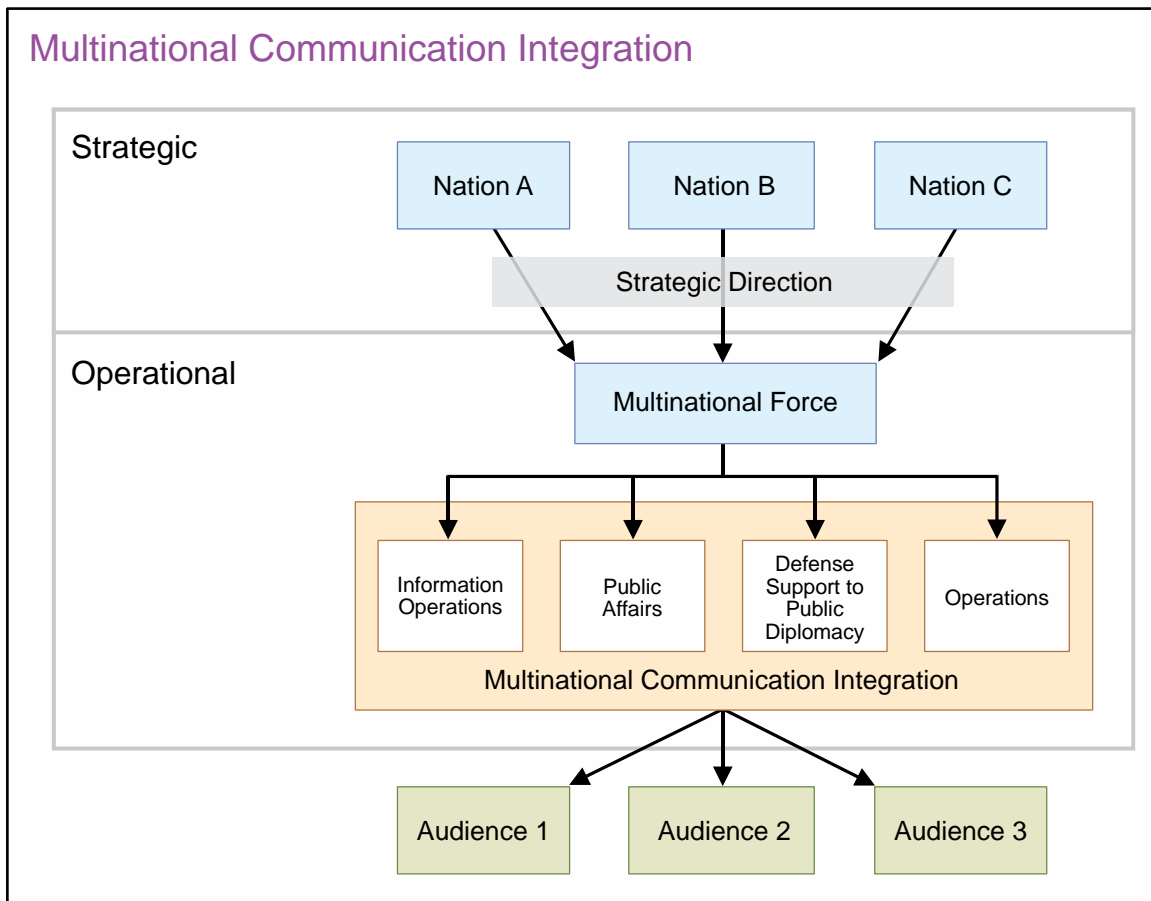 Multinational Communication Integration
Strategic
Nation A
Nation B
Nation C
Strategic Direction
Operational
Multinational Force
Information
Operations
Public
Affairs
Defense
Support to
Public
Diplomacy
Operations
Multinational Communication Integration
Audience 1
Audience 2
Audience 3